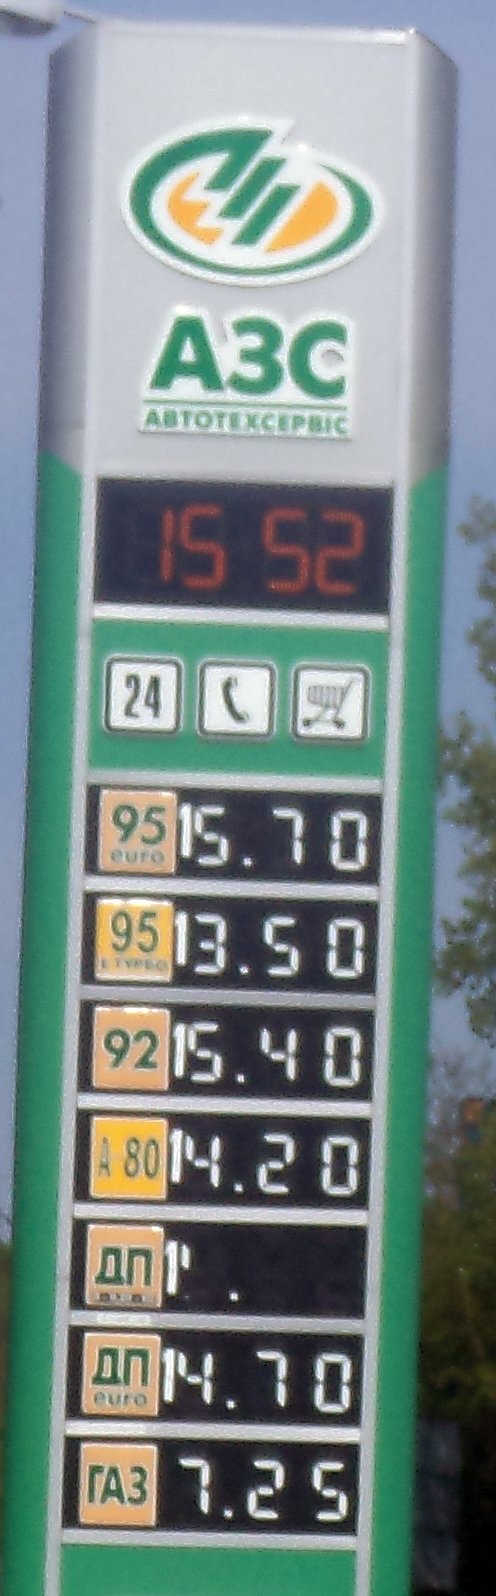 АЗС
АВТОТЕХСЕРВІС
15 52
24
95 15.70
euro
95 13.50
Е ТУРБО
92 15.40
А 80 14.20
ДП
ДП 14.70
euro
ГАЗ 7.25